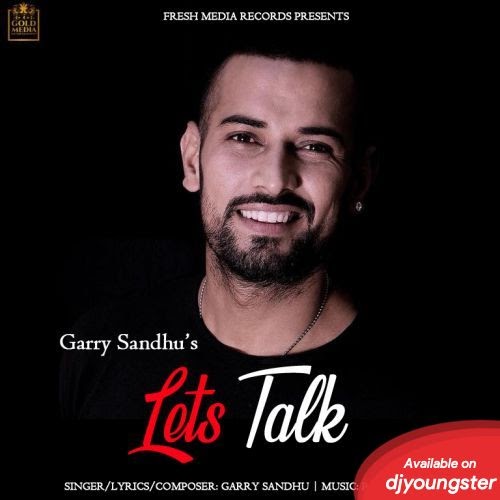 FRESH MEDIA RECORDS PRESENTS
GOLD
MEDIA
Garry Sandhu's
Lets Talk
SINGER/LYRICS/COMPOSER: GARRY SANDHU | MUSIC:
Available on
djyoungster